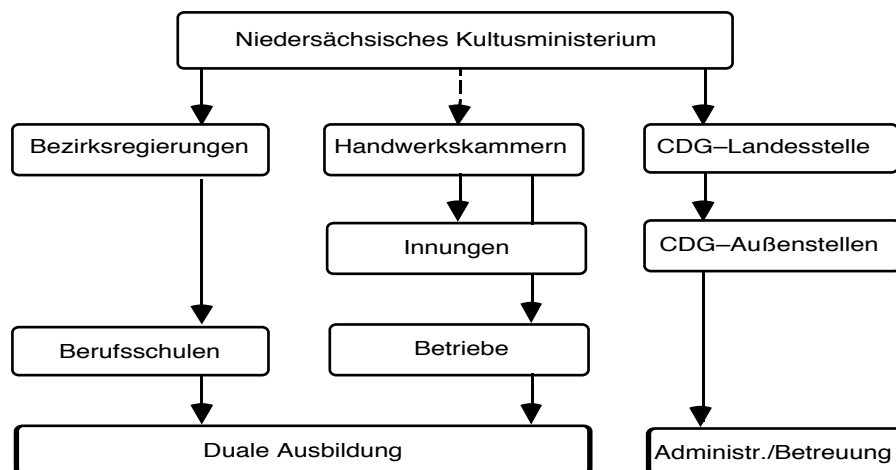 Niedersächsisches Kultusministerium
Bezirksregierungen
Handwerkskammern
CDG–Landesstelle
Innungen
CDG–Außenstellen
Berufsschulen
Betriebe
Duale Ausbildung
Administr./Betreuung